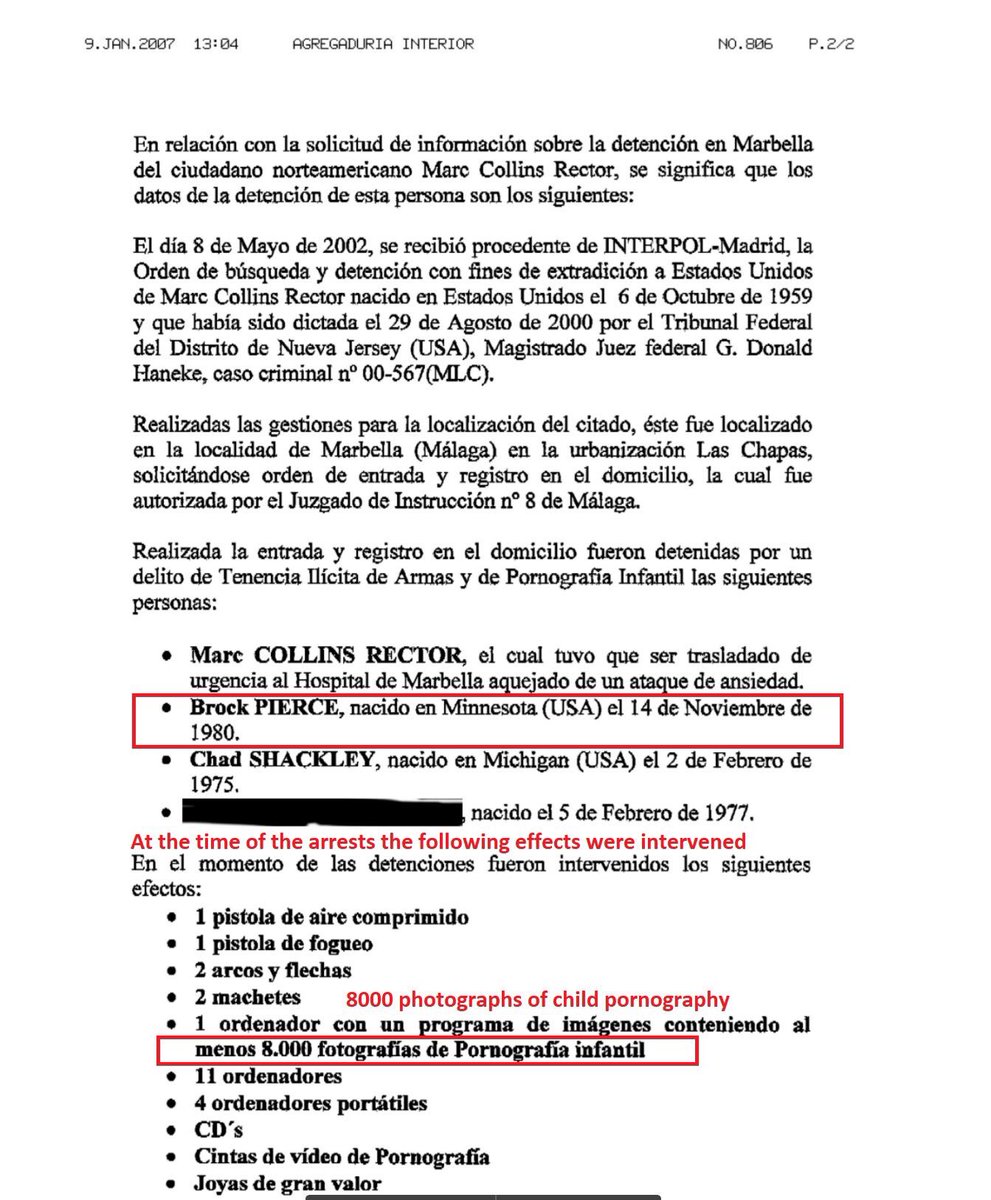 9.JAN.2007 13:04 AGREGADURIA INTERIOR NO.806 P.2/2
En relación con la solicitud de información sobre la detención en Marbella
del ciudadano norteamericano Marc Collins Rector, se significa que los
datos de la detención de esta persona son los siguientes:
El día 8 de Mayo de 2002, se recibió procedente de INTERPOL-Madrid, la
Orden de búsqueda y detención con fines de extradición a Estados Unidos
de Marc Collins Rector nacido en Estados Unidos el 6 de Octubre de 1959
y que había sido dictada el 29 de Agosto de 2000 por el Tribunal Federal
del Distrito de Nueva Jersey (USA), Magistrado Juez federal G. Donald
Haneke, caso criminal nº 00-567(MLC).
Realizadas las gestiones para la localización del citado, éste fue localizado
en la localidad de Marbella (Málaga) en la urbanización Las Chapas,
solicitándose orden de entrada y registro en el domicilio, la cual fue
autorizada por el Juzgado de Instrucción nº 8 de Málaga.
Realizada la entrada y registro en el domicilio fueron detenidas por un
delito de Tenencia Ilícita de Armas y de Pornografía Infantil las siguientes
personas:
• Marc COLLINS RECTOR, el cual tuvo que ser trasladado de
urgencia al Hospital de Marbella aquejado de un ataque de ansiedad.
• Brock PIERCE, nacido en Minnesota (USA) el 14 de Noviembre de
1980.
• Chad SHACKLEY, nacido en Michigan (USA) el 2 de Febrero de
1975.
• , nacido el 5 de Febrero de 1977.
At the time of the arrests the following effects were intervened
En el momento de las detenciones fueron intervenidos los siguientes
efectos:
• 1 pistola de aire comprimido
• 1 pistola de fogueo
• 2 arcos y flechas
• 2 machetes 8000 photographs of child pornography
• 1 ordenador con un programa de imágenes conteniendo al
menos 8.000 fotografías de Pornografía infantil
• 11 ordenadores
• 4 ordenadores portátiles
• CD´s
• Cintas de vídeo de Pornografía
• Joyas de gran valor